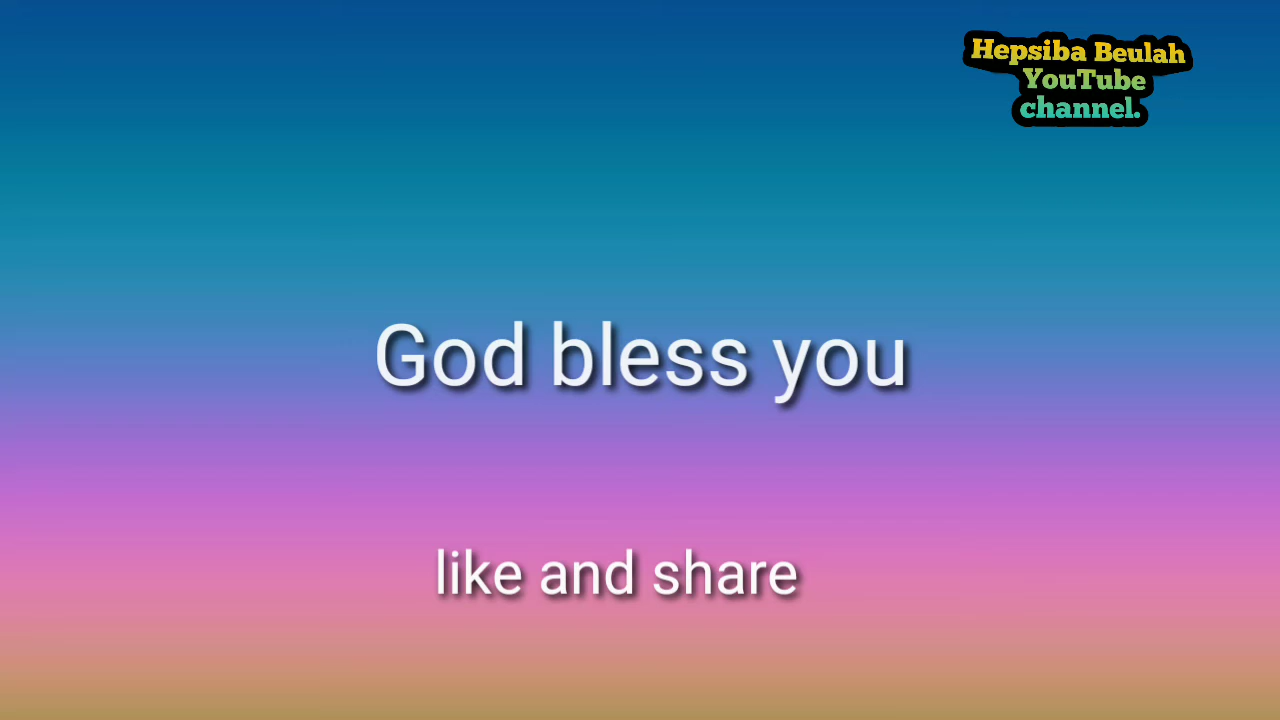 Hepsiba Beulah
YouTube
channel.
God bless you
like and share